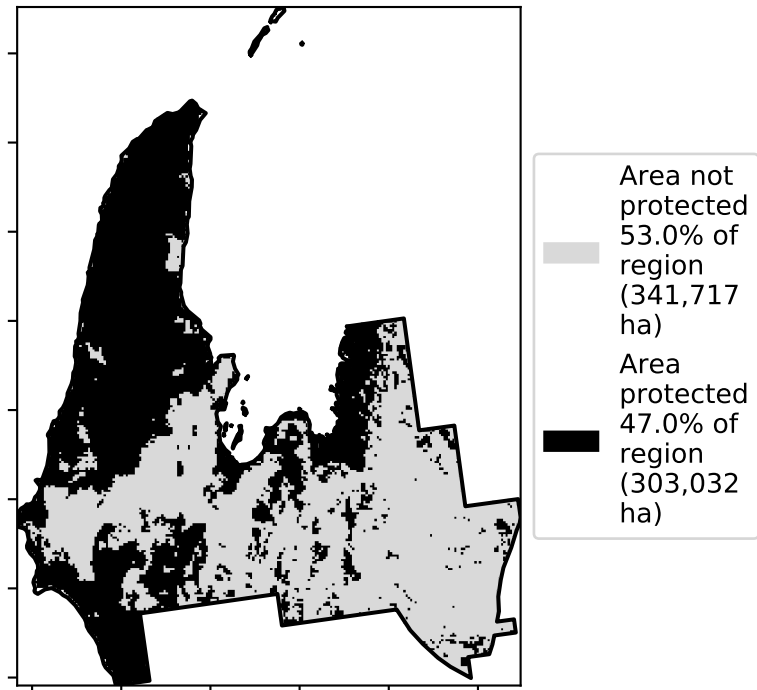 Area not
protected
53.0% of
region
(341,717
ha)
Area
protected
47.0% of
region
(303,032
ha)